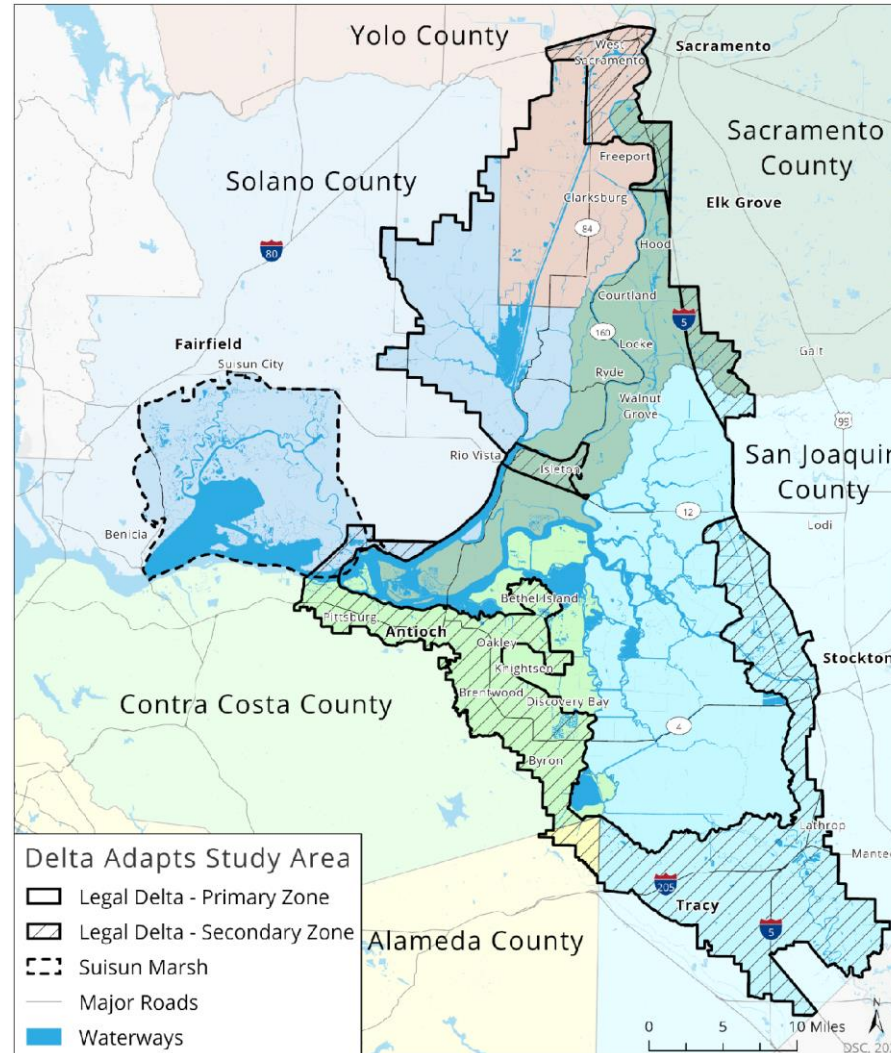 Yolo County
West
Sacramento
Sacramento
Sacramento
County
Freeport
Solano County
Clarksburg
Elk Grove
84
80
Hood
Courtland
5
160
Fairfield
Locke
Galt
Suisun City
Ryde
Walnut
Grove
99
Rio Vista
San Joaquin
County
Isleton
12
Lodi
Benicia
Bethel Island
Pittsburg
Antioch
Oakley
Stockton
Knightsen
Brentwood
Contra Costa County
Discovery Bay
4
Byron
Lathrop
Mantec
205
Tracy
5
Alameda County
Delta Adapts Study Area
Legal Delta - Primary Zone
Legal Delta - Secondary Zone
Suisun Marsh
Major Roads
Waterways
0 5 10 Miles
N
DSC, 20